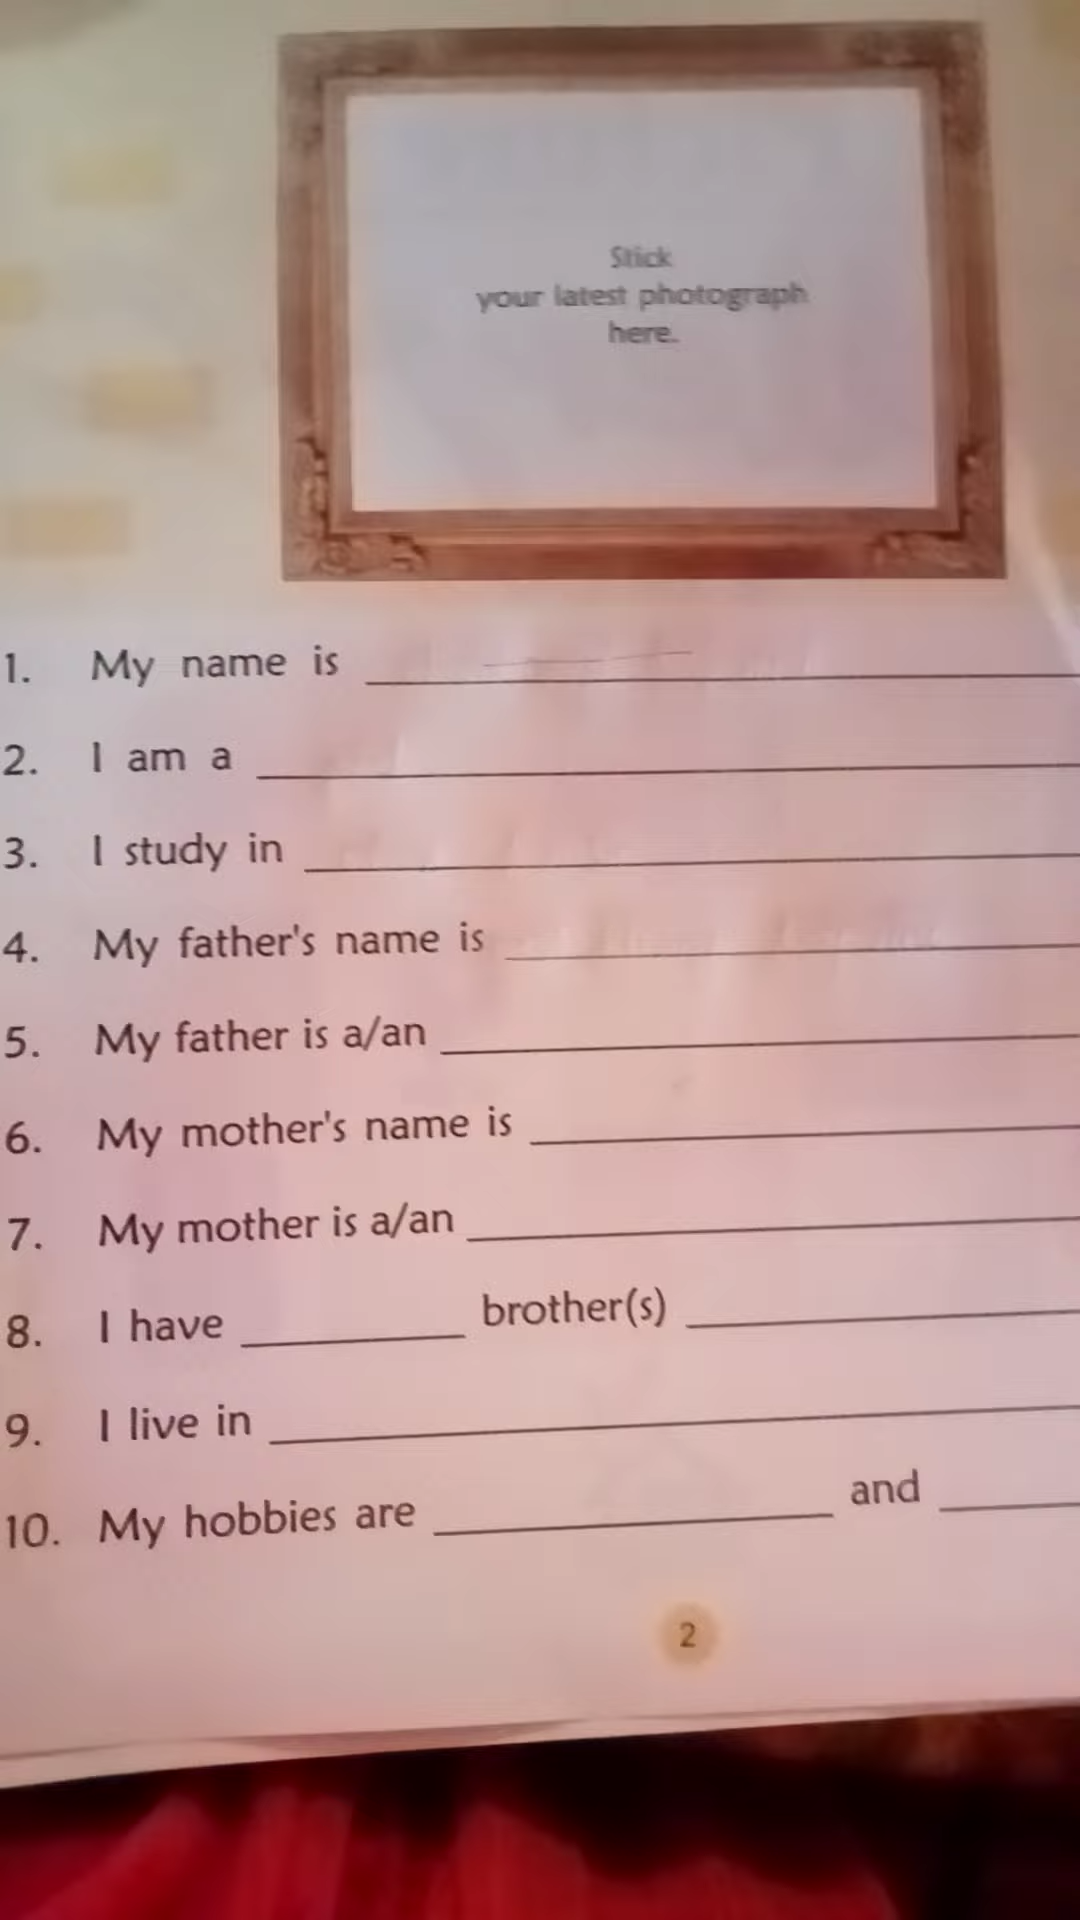 Stick
your latest photograph
here.
1. My name is
2. I am a
3. I study in
4. My father's name is
5. My father is a/an
6. My mother's name is
7. My mother is a/an
8. I have ________ brother(s)
9. I live in
10. My hobbies are ________ and
2